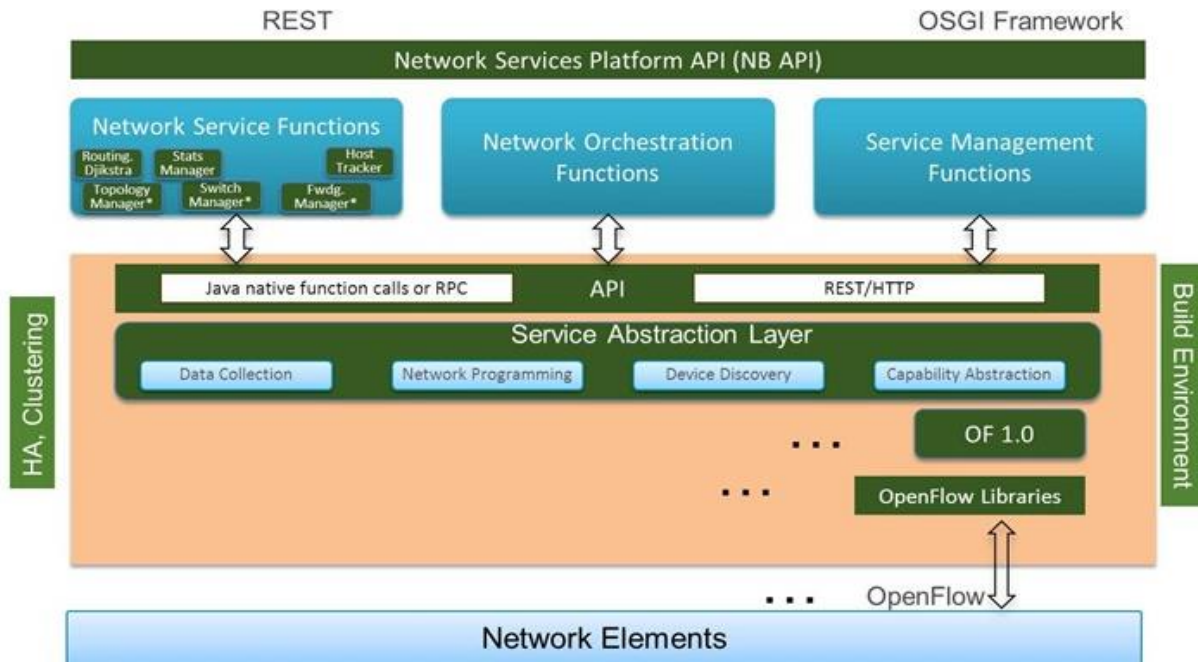 REST
OSGI Framework
Network Services Platform API (NB API)
Network Service Functions
Routing.
Djikstra
Stats
Manager
Host
Tracker
Topology
Manager*
Switch
Manager*
Fwdg.
Manager*
Network Orchestration
Functions
Service Management
Functions
HA, Clustering
Build Environment
Java native function calls or RPC
API
REST/HTTP
Service Abstraction Layer
Data Collection
Network Programming
Device Discovery
Capability Abstraction
... OF 1.0
... OpenFlow Libraries
... OpenFlow
Network Elements